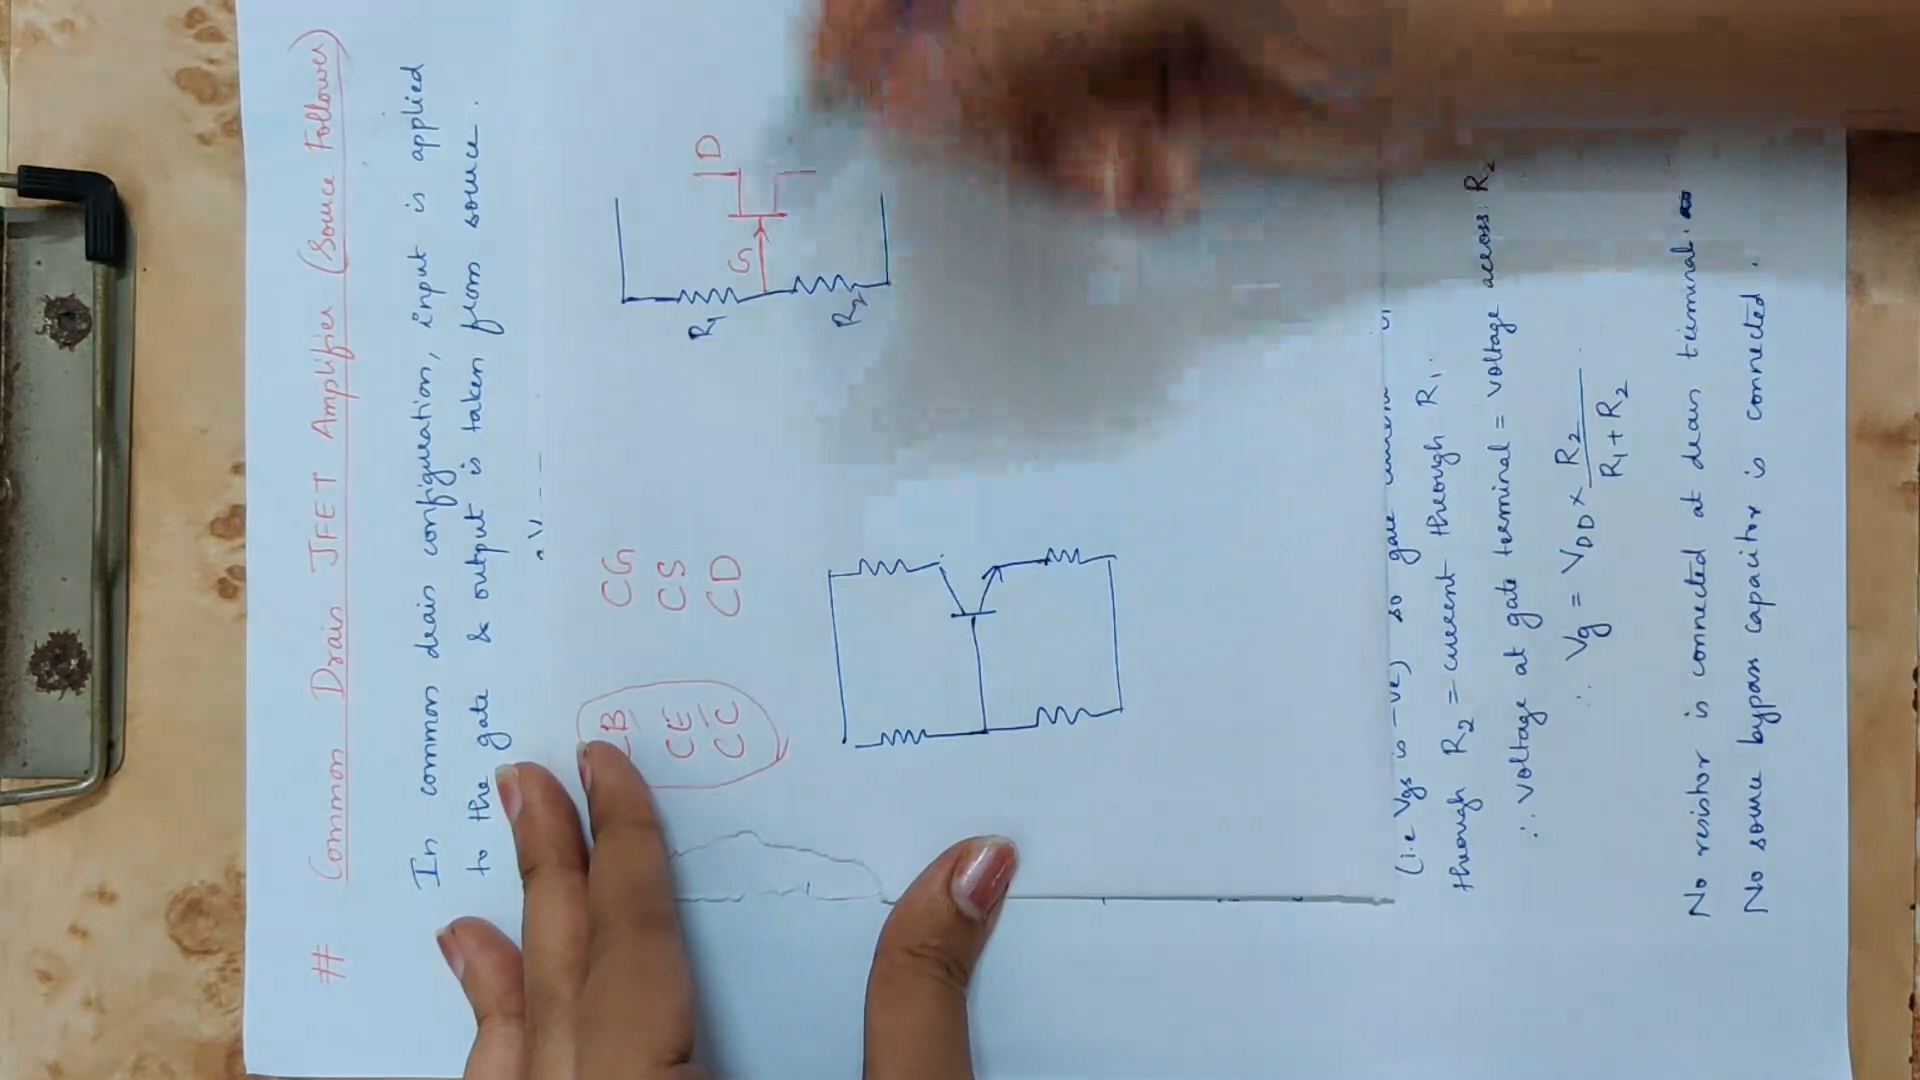 # Common Drain JFET Amplifier (Source Follower)
In common drain configuration, input is applied
to the gate & output is taken from source.
CB CG
CE CS
CC CD
R1 G D
R2
(i.e Vgs is -ve) so gate
through R2 = current through R1.
∴ voltage at gate terminal = voltage across R2
∴ Vg = VDD × R2 / R1 + R2
No resistor is connected at drain terminal.
No source bypass capacitor is connected.